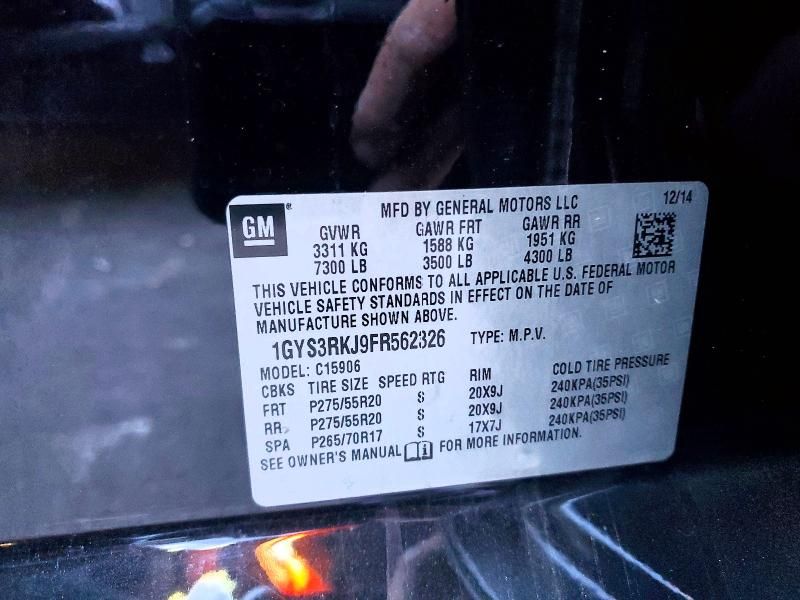 GM
MFD BY GENERAL MOTORS LLC 12/14
GVWR GAWR FRT GAWR RR
3311 KG 1588 KG 1951 KG
7300 LB 3500 LB 4300 LB
THIS VEHICLE CONFORMS TO ALL APPLICABLE U.S. FEDERAL MOTOR
VEHICLE SAFETY STANDARDS IN EFFECT ON THE DATE OF
MANUFACTURE SHOWN ABOVE.
1GYS3RKJ9FR562326 TYPE: M.P.V.
MODEL: C15906
CBKS TIRE SIZE SPEED RTG RIM COLD TIRE PRESSURE
FRT P275/55R20 S 20X9J 240KPA(35PSI)
RR P275/55R20 S 20X9J 240KPA(35PSI)
SPA P265/70R17 S 17X7J 240KPA(35PSI)
SEE OWNER'S MANUAL FOR MORE INFORMATION.